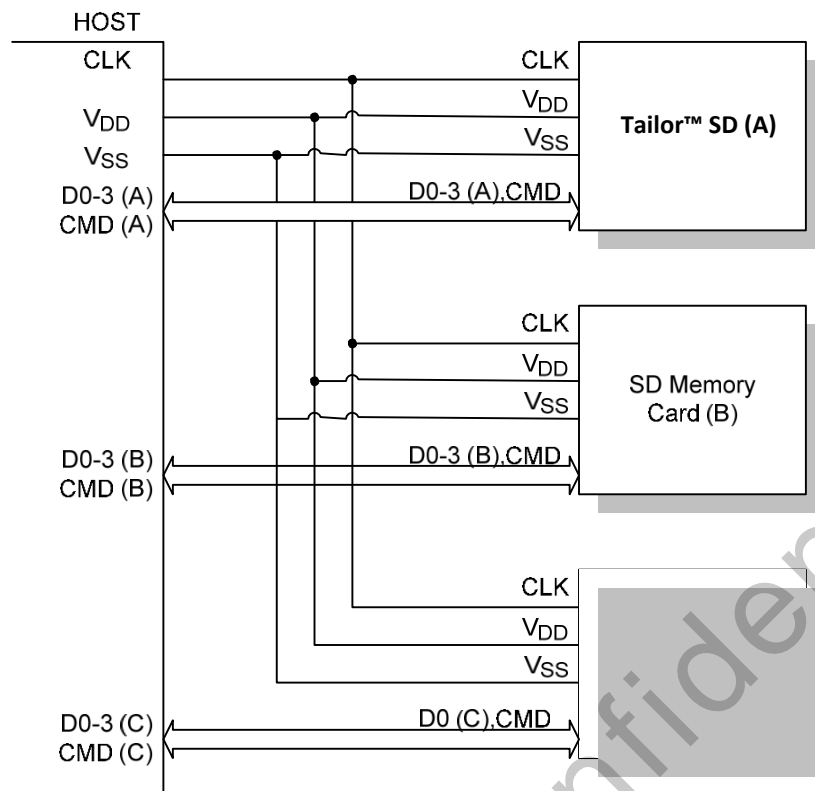 HOST
CLK
CLK
VDD
VDD
VSS
VSS
Tailor™ SD (A)
D0-3 (A)
CMD (A)
D0-3 (A),CMD
CLK
VDD
VSS
SD Memory
Card (B)
D0-3 (B)
CMD (B)
D0-3 (B),CMD
CLK
VDD
VSS
D0-3 (C)
CMD (C)
D0 (C),CMD